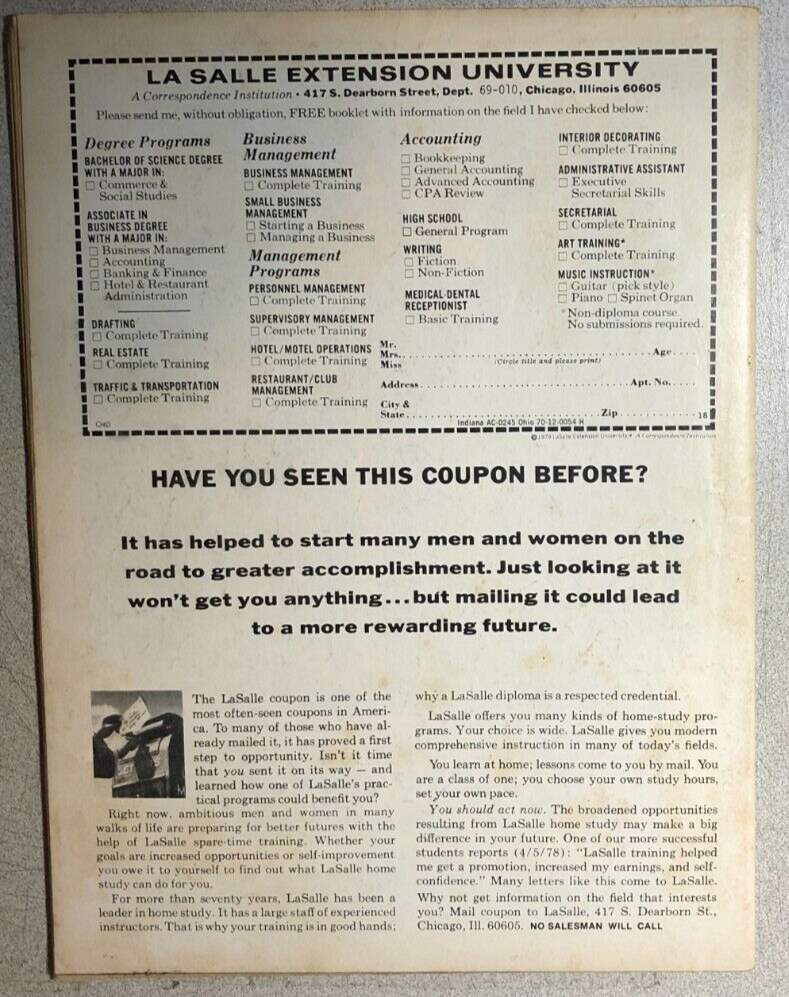 LA SALLE EXTENSION UNIVERSITY
A Correspondence Institution • 417 S. Dearborn Street, Dept. 69-010, Chicago, Illinois 60605
Please send me, without obligation, FREE booklet with information on the field I have checked below:
Degree Programs
BACHELOR OF SCIENCE DEGREE
WITH A MAJOR IN:
☐ Commerce &
Social Studies
ASSOCIATE IN
BUSINESS DEGREE
WITH A MAJOR IN:
☐ Business Management
☐ Accounting
☐ Banking & Finance
☐ Hotel & Restaurant
Administration
DRAFTING
☐ Complete Training
REAL ESTATE
☐ Complete Training
TRAFFIC & TRANSPORTATION
☐ Complete Training
Business
Management
BUSINESS MANAGEMENT
☐ Complete Training
SMALL BUSINESS
MANAGEMENT
☐ Starting a Business
☐ Managing a Business
Management
Programs
PERSONNEL MANAGEMENT
☐ Complete Training
SUPERVISORY MANAGEMENT
☐ Complete Training
HOTEL/MOTEL OPERATIONS
☐ Complete Training
RESTAURANT/CLUB
MANAGEMENT
☐ Complete Training
Accounting
☐ Bookkeeping
☐ General Accounting
☐ Advanced Accounting
☐ CPA Review
HIGH SCHOOL
☐ General Program
WRITING
☐ Fiction
☐ Non-Fiction
MEDICAL-DENTAL
RECEPTIONIST
☐ Basic Training
INTERIOR DECORATING
☐ Complete Training
ADMINISTRATIVE ASSISTANT
☐ Executive
Secretarial Skills
SECRETARIAL
☐ Complete Training
ART TRAINING*
☐ Complete Training
MUSIC INSTRUCTION*
☐ Guitar (pick style)
☐ Piano ☐ Spinet Organ
*Non-diploma course.
No submissions required.
Mr.
Mrs. Age
Miss (Circle title and please print)
Address Apt. No.
City &
State Zip 18
Indiana AC-0245 Ohio 70-12-0054 H
O4D
© 1979 LaSalle Extension University • A Correspondence Institution
HAVE YOU SEEN THIS COUPON BEFORE?
It has helped to start many men and women on the
road to greater accomplishment. Just looking at it
won't get you anything...but mailing it could lead
to a more rewarding future.
The LaSalle coupon is one of the
most often-seen coupons in Ameri-
ca. To many of those who have al-
ready mailed it, it has proved a first
step to opportunity. Isn't it time
that you sent it on its way — and
learned how one of LaSalle's prac-
tical programs could benefit you?
Right now, ambitious men and women in many
walks of life are preparing for better futures with the
help of LaSalle spare-time training. Whether your
goals are increased opportunities or self-improvement
you owe it to yourself to find out what LaSalle home
study can do for you.
For more than seventy years, LaSalle has been a
leader in home study. It has a large staff of experienced
instructors. That is why your training is in good hands;
why a LaSalle diploma is a respected credential.
LaSalle offers you many kinds of home-study pro-
grams. Your choice is wide. LaSalle gives you modern
comprehensive instruction in many of today's fields.
You learn at home; lessons come to you by mail. You
are a class of one; you choose your own study hours,
set your own pace.
You should act now. The broadened opportunities
resulting from LaSalle home study may make a big
difference in your future. One of our more successful
students reports (4/5/78): "LaSalle training helped
me get a promotion, increased my earnings, and self-
confidence." Many letters like this come to LaSalle.
Why not get information on the field that interests
you? Mail coupon to LaSalle, 417 S. Dearborn St.,
Chicago, Ill. 60605. NO SALESMAN WILL CALL